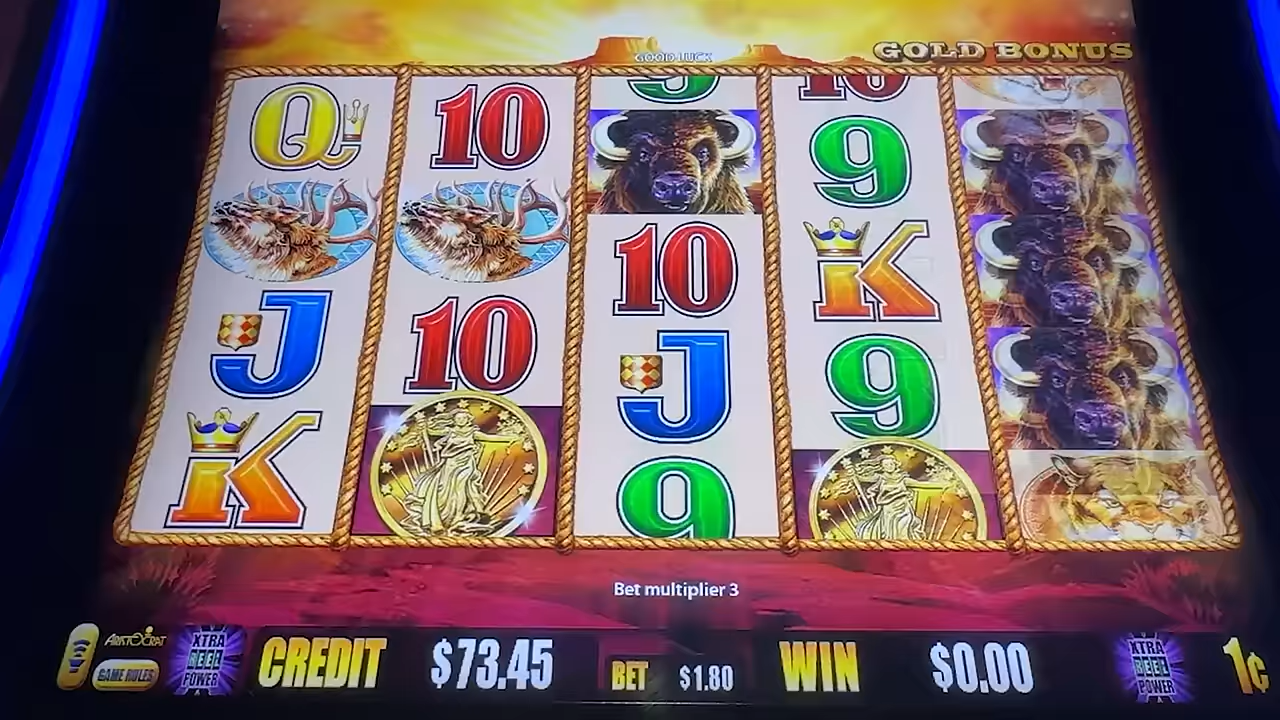 GOOD LUCK
GOLD BONUS
Q 10 9 10
10 9
J 10 K
10 J 9
K 9
Bet multiplier 3
ARISTOCRAT
GAME RULES
XTRA
REEL
POWER
CREDIT $73.45 BET $1.80 WIN $0.00
XTRA
REEL
POWER
1¢